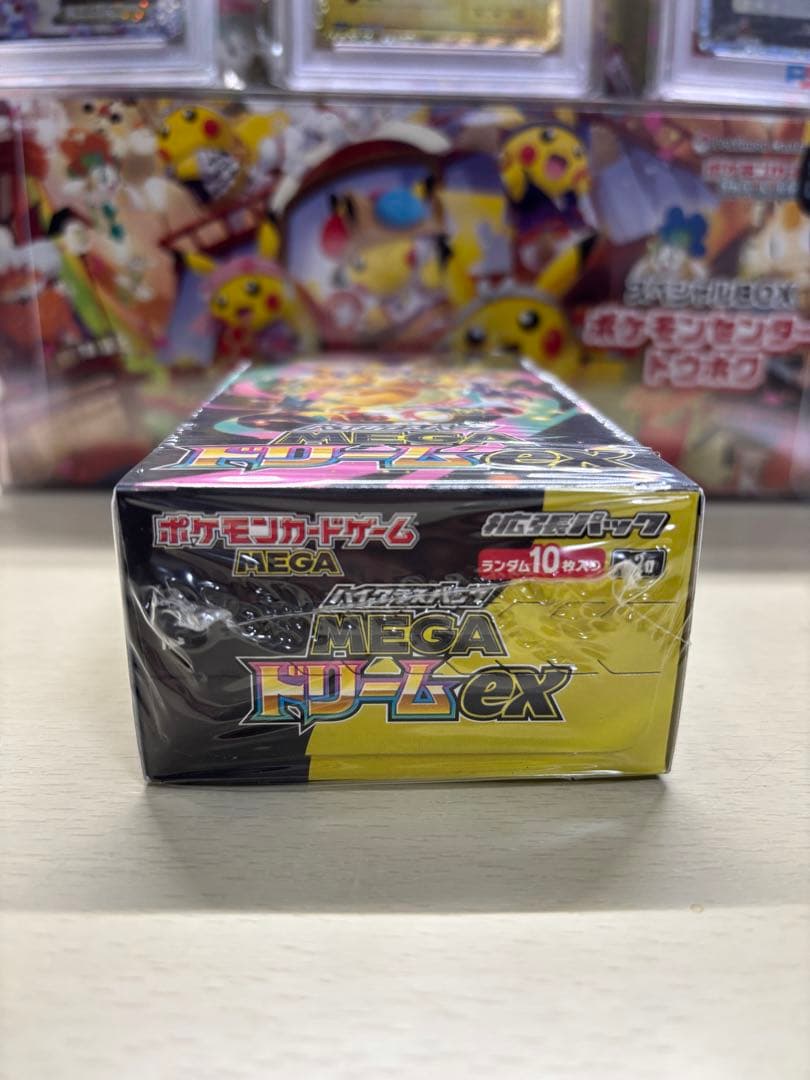 スペシャルBOX
ポケモンセンター
トウホク
MEGA
ドリームex
ポケモンカードゲーム
MEGA
拡張パック
ランダム10枚入り
ハイクラスパック
MEGA
ドリームex